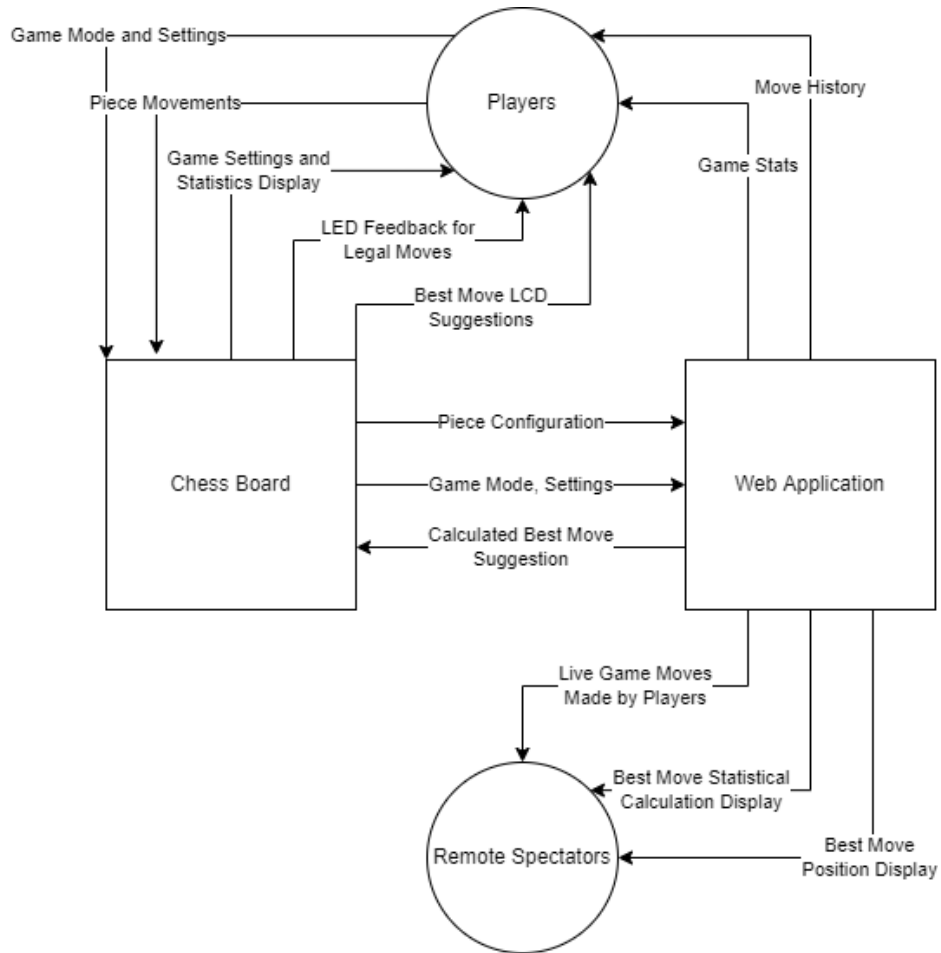 Game Mode and Settings
Players
Move History
Piece Movements
Game Settings and
Statistics Display
Game Stats
LED Feedback for
Legal Moves
Best Move LCD
Suggestions
Piece Configuration
Chess Board
Game Mode, Settings
Web Application
Calculated Best Move
Suggestion
Live Game Moves
Made by Players
Best Move Statistical
Calculation Display
Remote Spectators
Best Move
Position Display